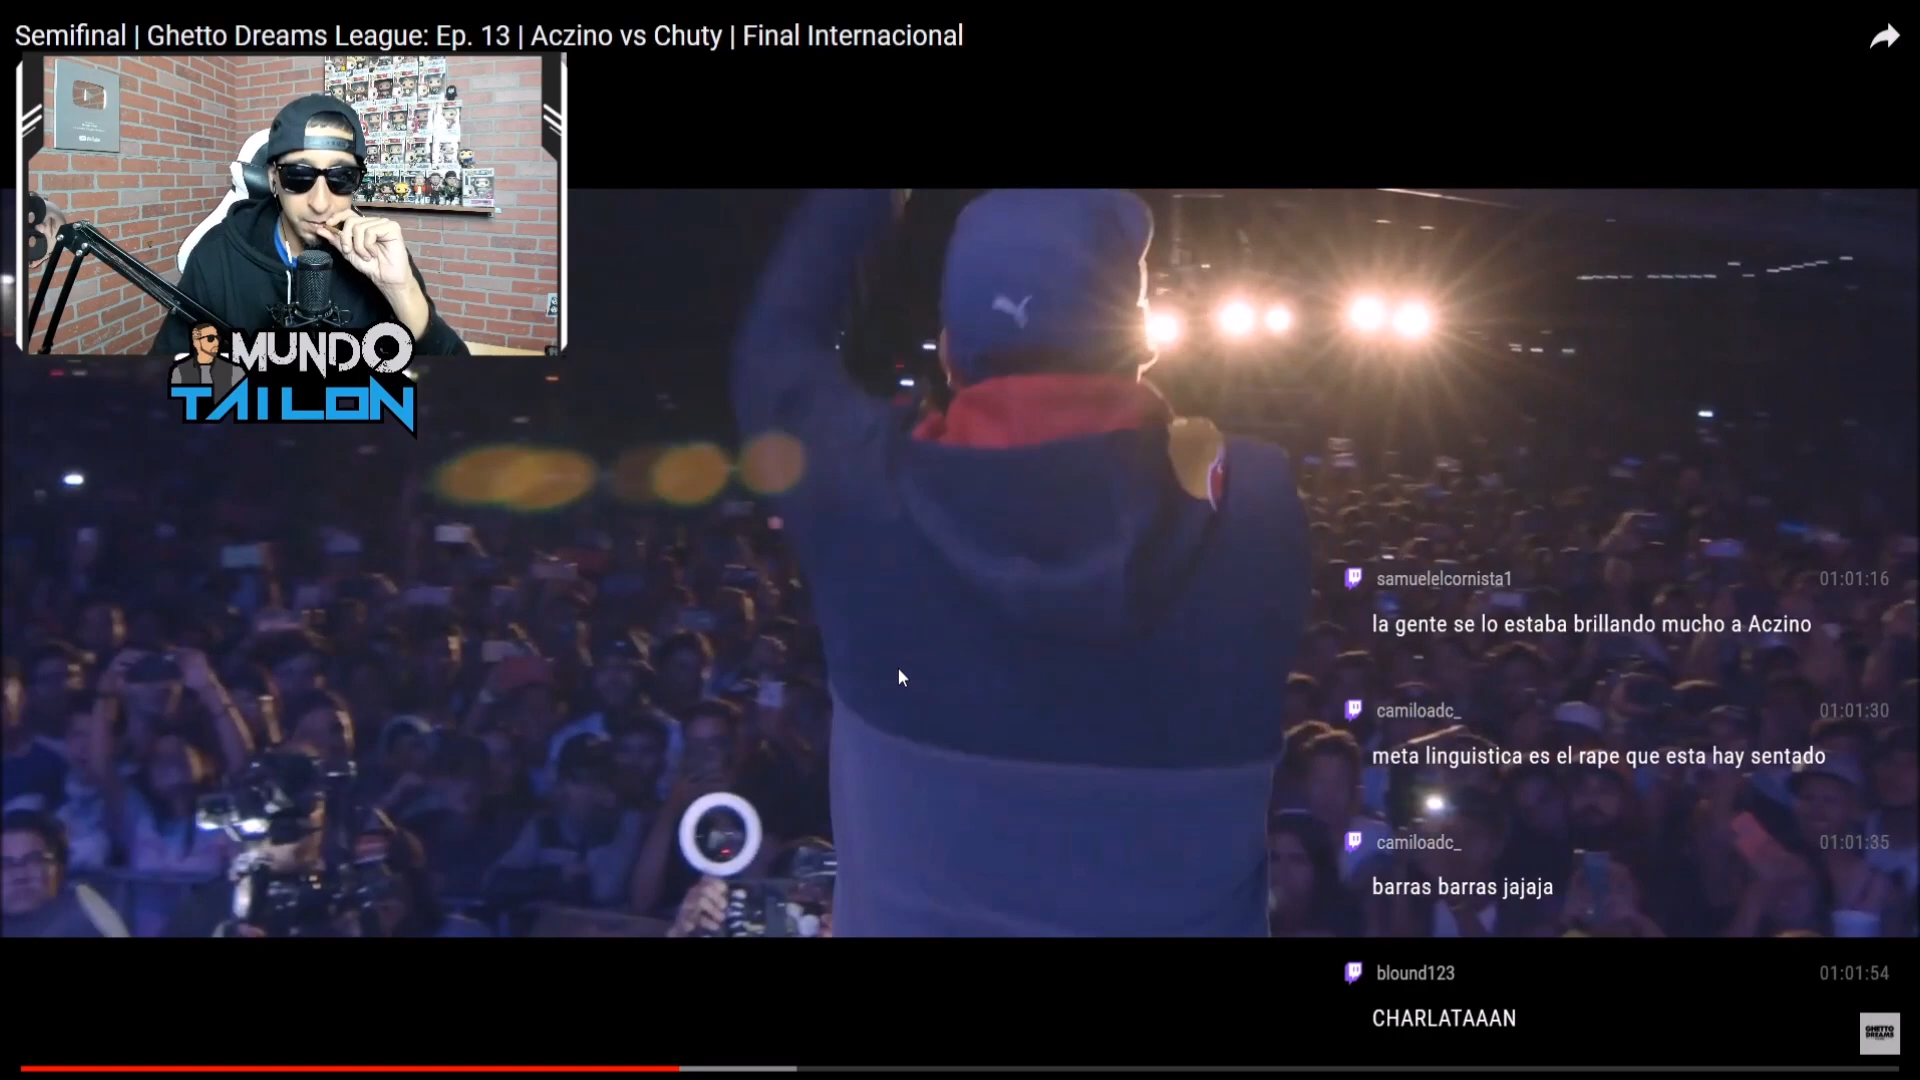 Semifinal | Ghetto Dreams League: Ep. 13 | Aczino vs Chuty | Final Internacional
MUNDO
TAILON
samuelelcornista1 01:01:16
la gente se lo estaba brillando mucho a Aczino
camiloadc_ 01:01:30
meta linguistica es el rape que esta hay sentado
camiloadc_ 01:01:35
barras barras jajaja
blound123 01:01:54
CHARLATAAAN
GHETTO
DREAMS